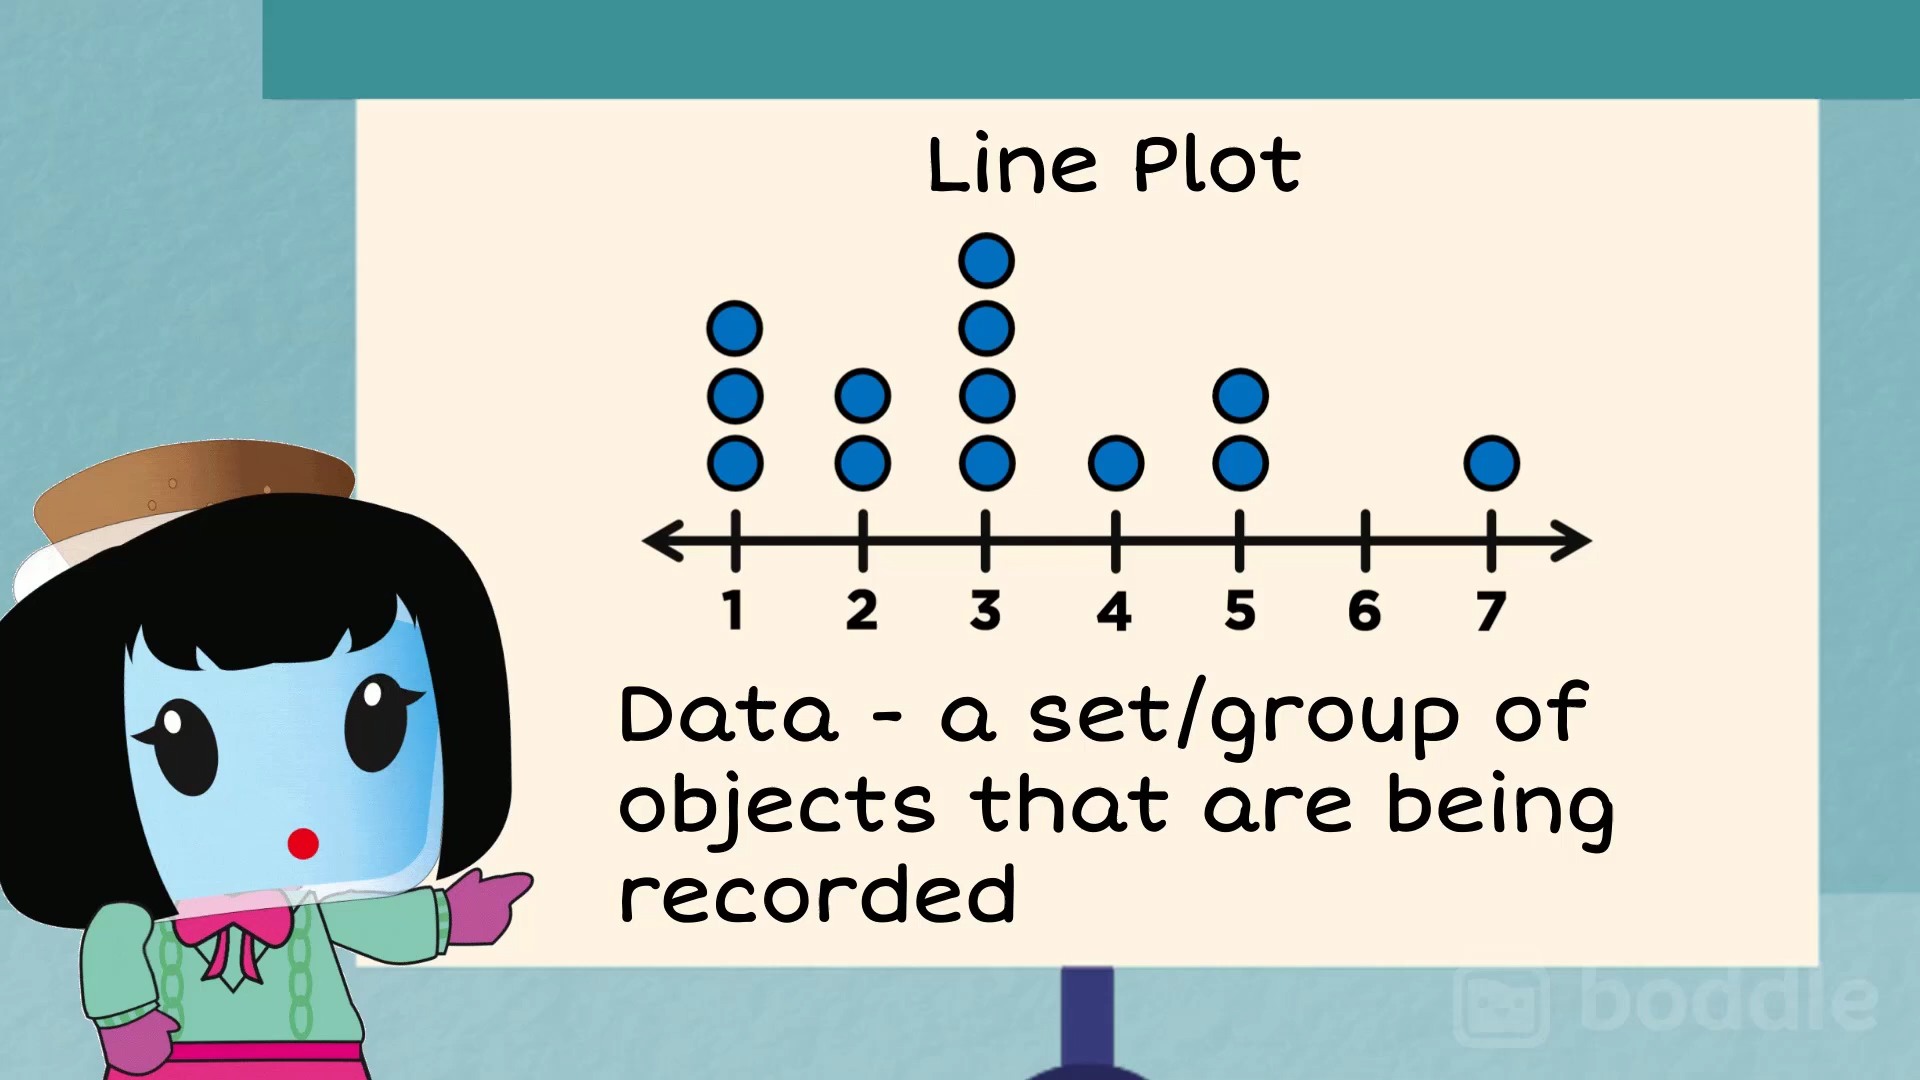 Line Plot
1 2 3 4 5 6 7
Data - a set/group of
objects that are being
recorded
boddle